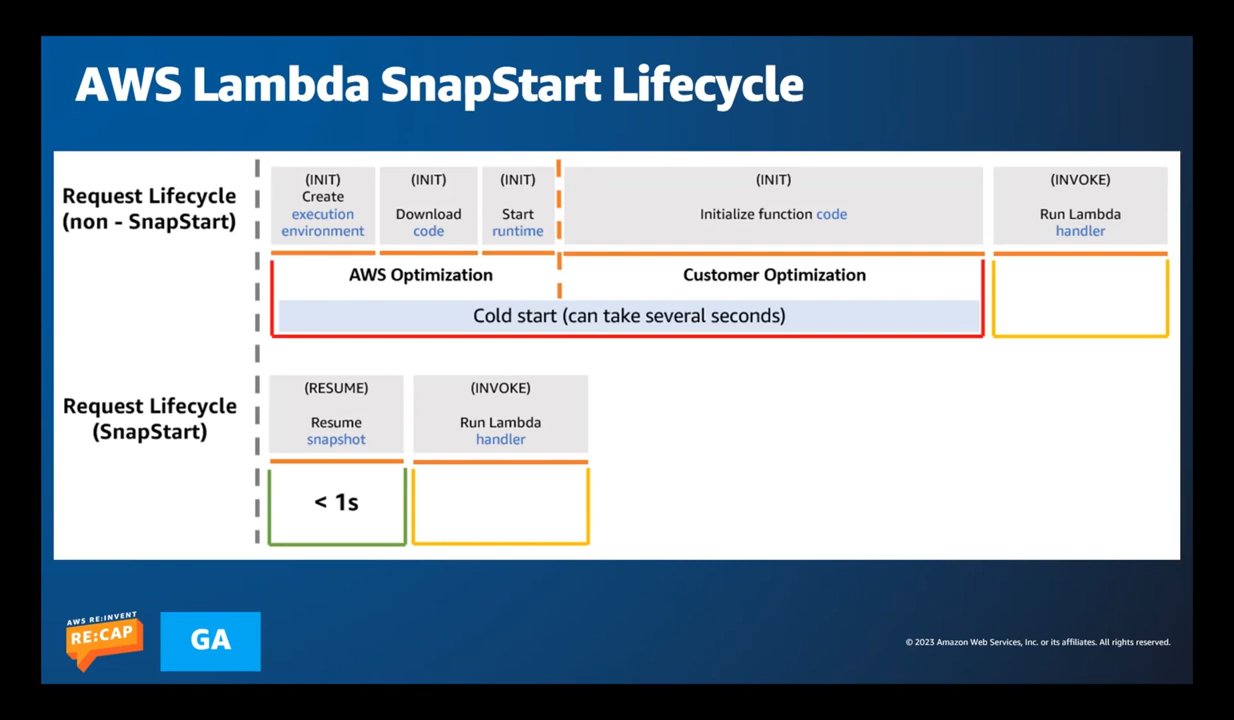 AWS Lambda SnapStart Lifecycle
Request Lifecycle
(non - SnapStart)
(INIT)
Create
execution
environment
(INIT)
Download
code
(INIT)
Start
runtime
(INIT)
Initialize function code
(INVOKE)
Run Lambda
handler
AWS Optimization
Customer Optimization
Cold start (can take several seconds)
Request Lifecycle
(SnapStart)
(RESUME)
Resume
snapshot
(INVOKE)
Run Lambda
handler
< 1s
AWS RE:INVENT
RE:CAP
GA
© 2023 Amazon Web Services, Inc. or its affiliates. All rights reserved.